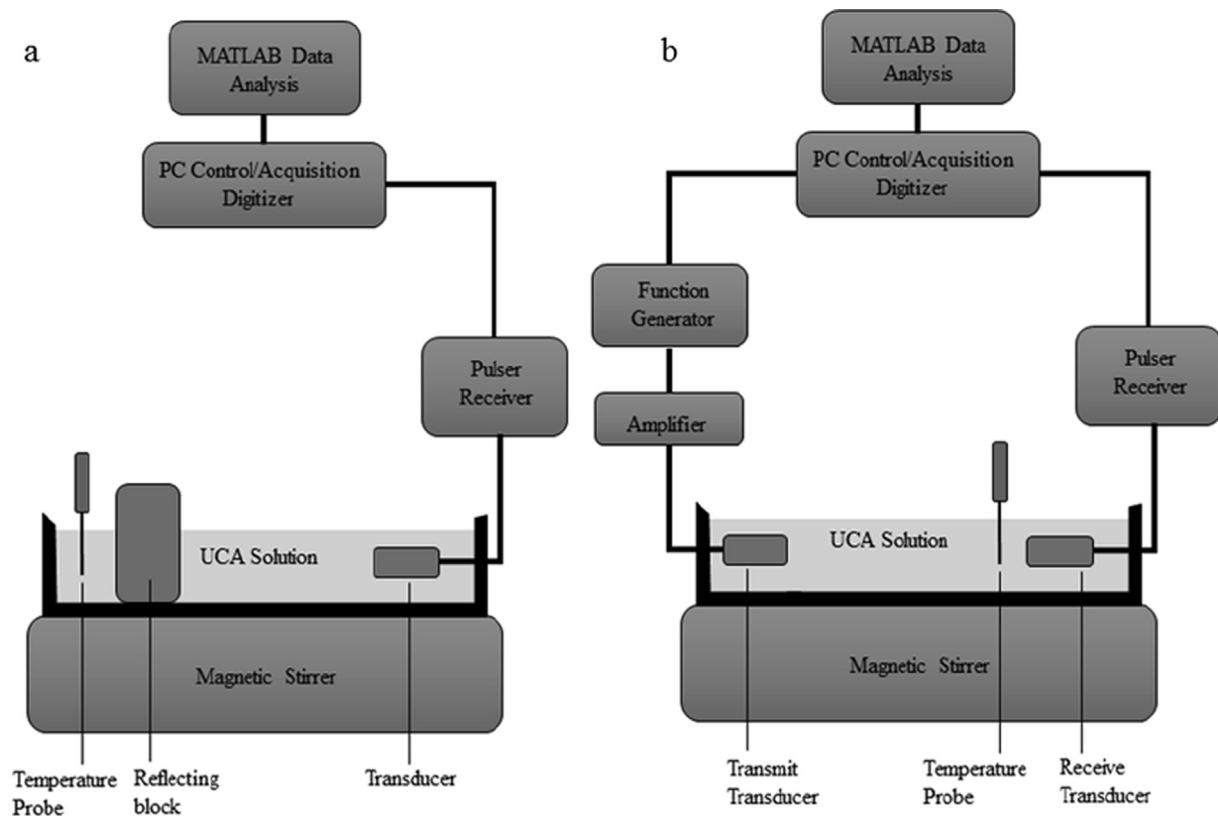 a
MATLAB Data
Analysis
PC Control/Acquisition
Digitizer
Pulser
Receiver
UCA Solution
Magnetic Stirrer
Temperature
Probe
Reflecting
block
Transducer
b
MATLAB Data
Analysis
PC Control/Acquisition
Digitizer
Function
Generator
Amplifier
Pulser
Receiver
UCA Solution
Magnetic Stirrer
Transmit
Transducer
Temperature
Probe
Receive
Transducer